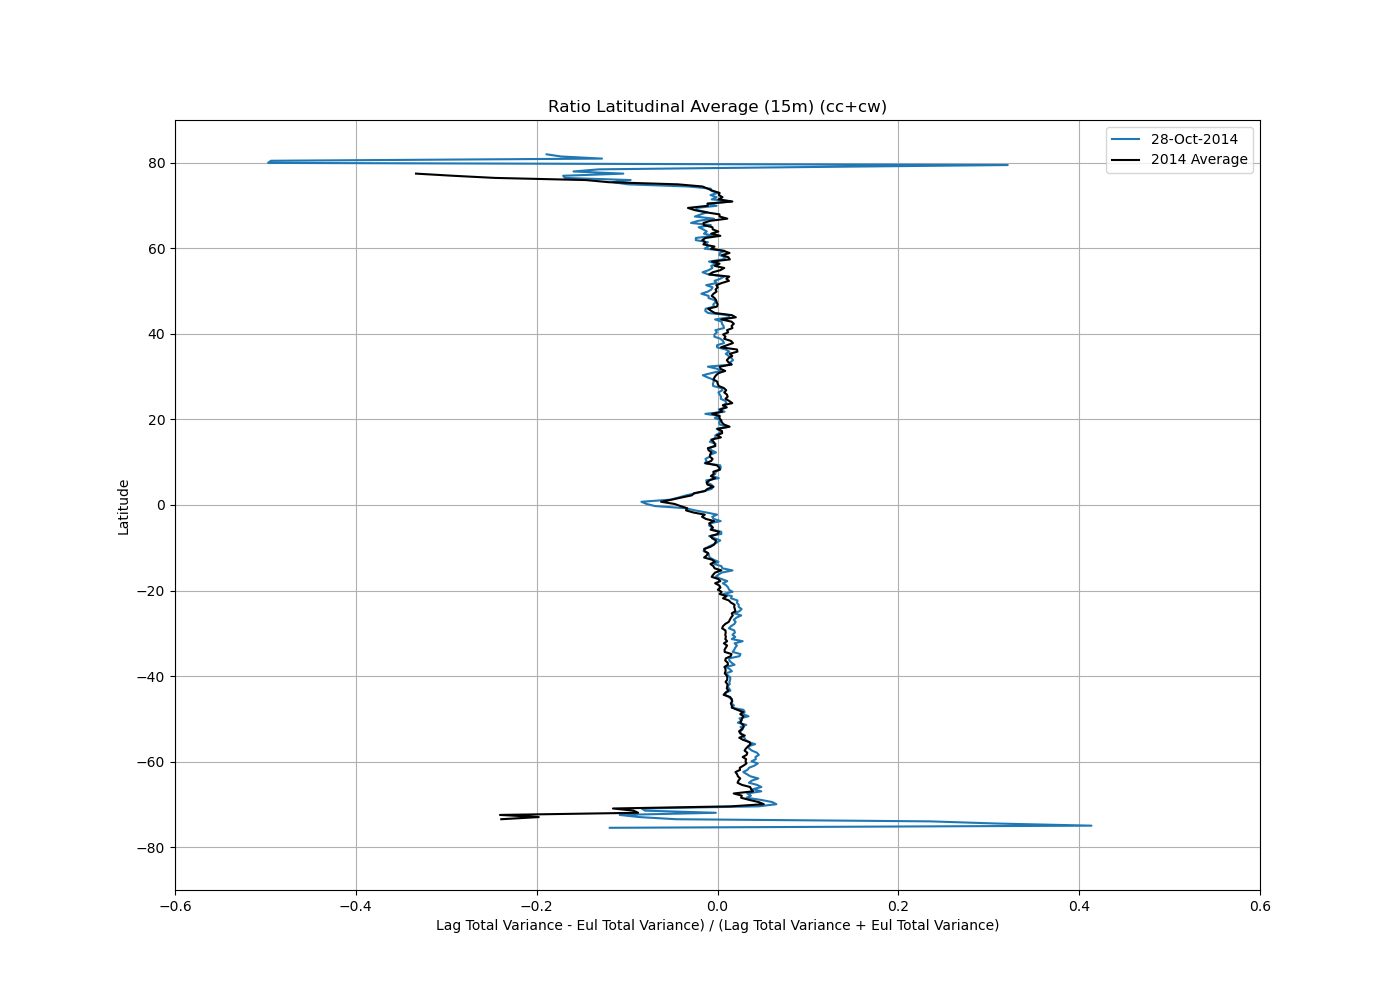 Ratio Latitudinal Average (15m) (cc+cw)
28-Oct-2014
2014 Average
80
60
40
20
0
−20
−40
−60
−80
Latitude
−0.6 −0.4 −0.2 0.0 0.2 0.4 0.6
Lag Total Variance - Eul Total Variance) / (Lag Total Variance + Eul Total Variance)